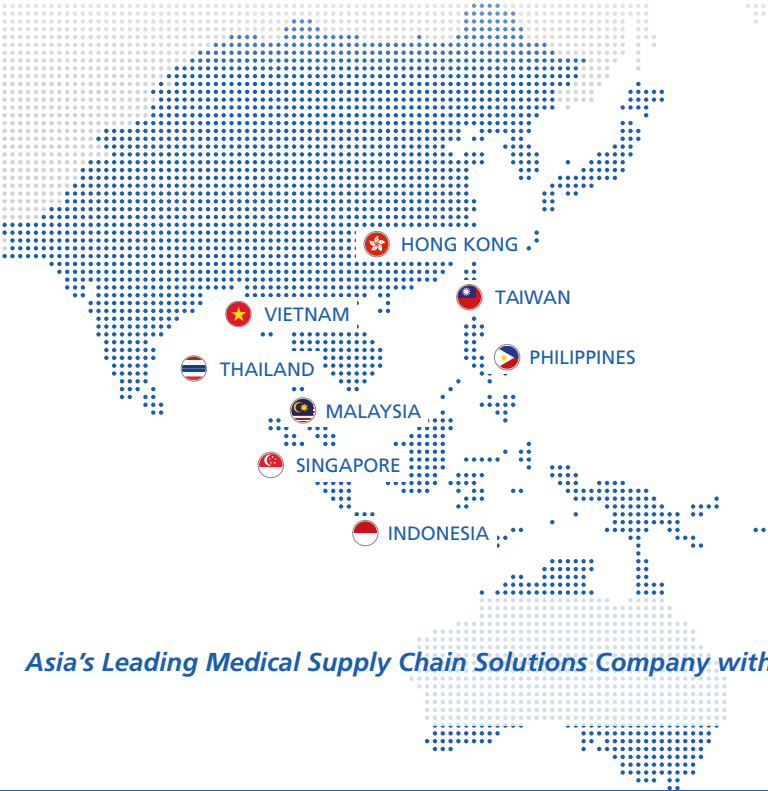 HONG KONG
TAIWAN
VIETNAM
PHILIPPINES
THAILAND
MALAYSIA
SINGAPORE
INDONESIA
Asia’s Leading Medical Supply Chain Solutions Company with